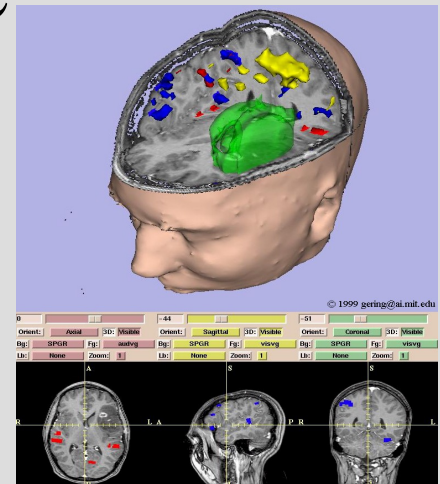 © 1999 gering@ai.mit.edu
0 -44 -51
Orient: Axial 3D: Visible Orient: Sagittal 3D: Visible Orient: Coronal 3D: Visible
Bg: SPGR Fg: audvg Bg: SPGR Fg: visvg Bg: SPGR Fg: visvg
Lb: None Zoom: 1 Lb: None Zoom: 1 Lb: None Zoom: 1
A S S
R L A P R L